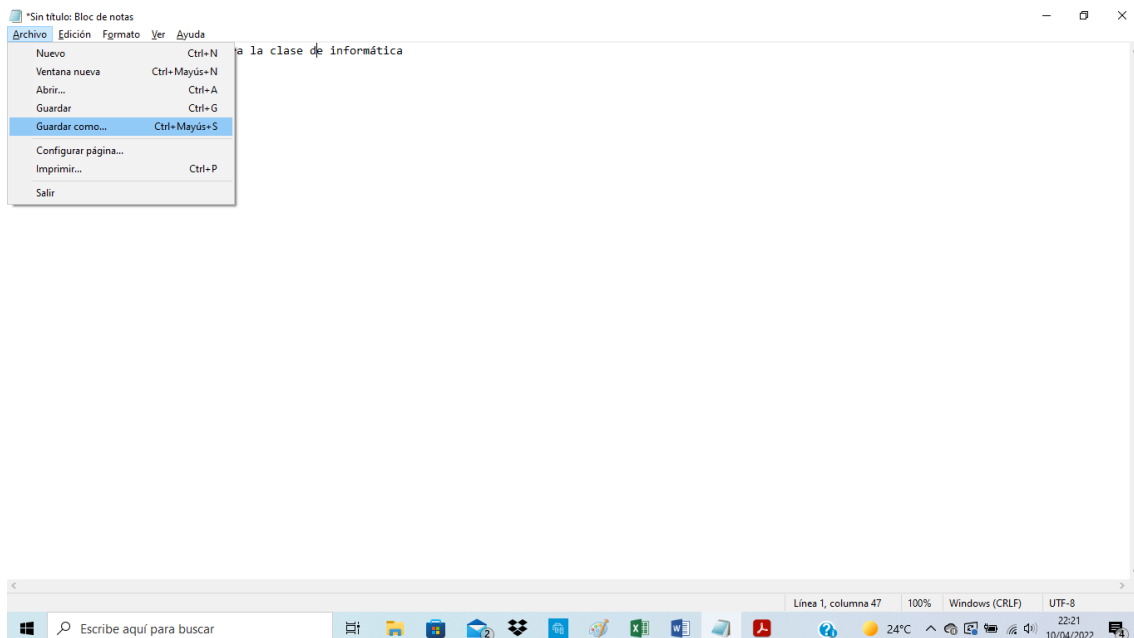 *Sin título: Bloc de notas
Archivo Edición Formato Ver Ayuda
Nuevo Ctrl+N
Ventana nueva Ctrl+Mayús+N
Abrir... Ctrl+A
Guardar Ctrl+G
Guardar como... Ctrl+Mayús+S
Configurar página...
Imprimir... Ctrl+P
Salir
a la clase de informática
Línea 1, columna 47 100% Windows (CRLF) UTF-8
Escribe aquí para buscar
2
24°C
22:21
10/04/2022
4